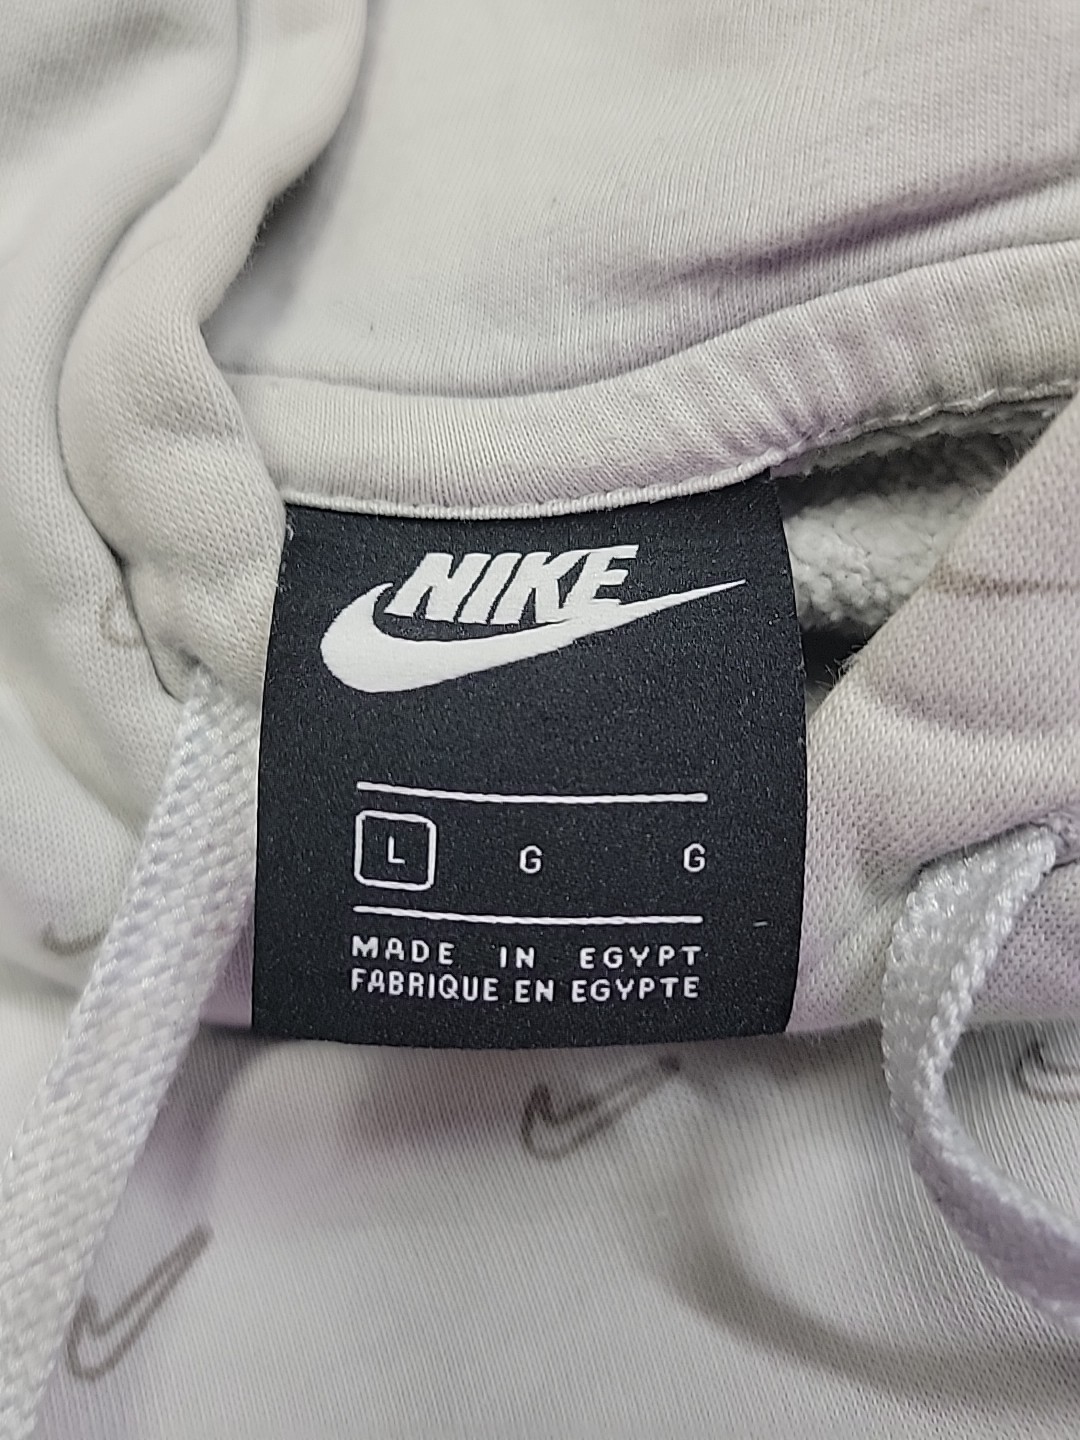 NIKE
L G G
MADE IN EGYPT
FABRIQUE EN EGYPTE